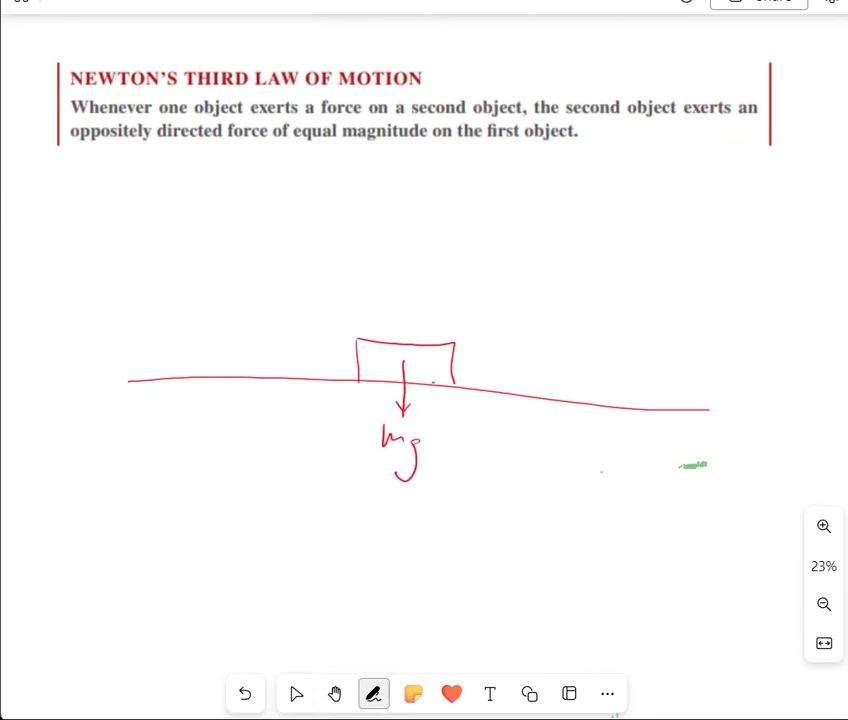 NEWTON'S THIRD LAW OF MOTION
Whenever one object exerts a force on a second object, the second object exerts an
oppositely directed force of equal magnitude on the first object.
mg
23%
T